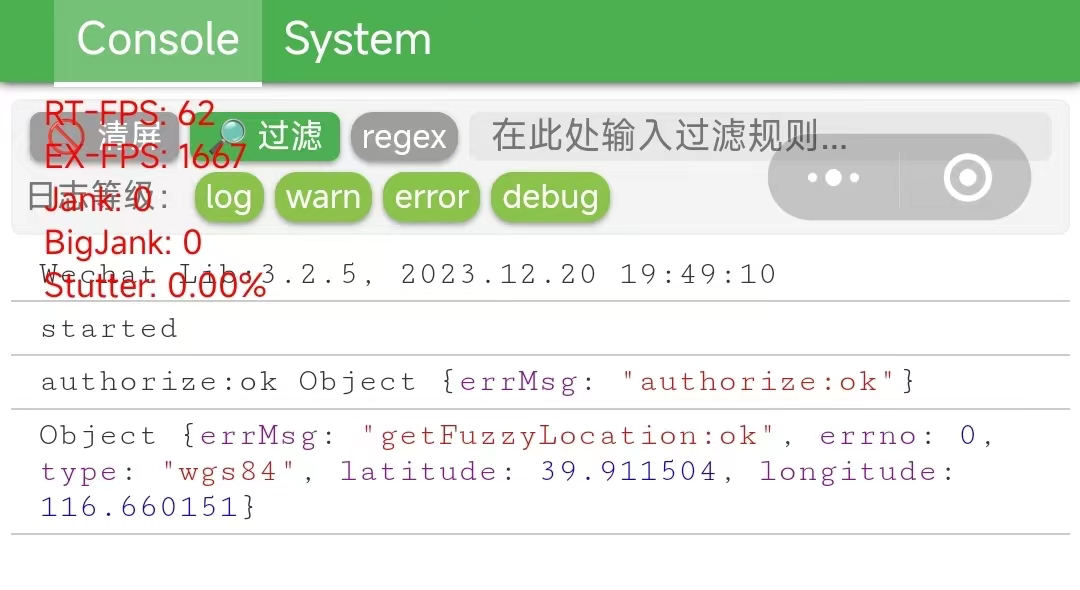 Console System
RT-FPS: 62
🚫 清屏 🔎 过滤 regex 在此处输入过滤规则...
EX-FPS: 1667
日志等级: log warn error debug
Jank: 0
BigJank: 0
Wechat Lib:3.2.5, 2023.12.20 19:49:10
Stutter: 0.00%
started
authorize:ok Object {errMsg: "authorize:ok"}
Object {errMsg: "getFuzzyLocation:ok", errno: 0,
type: "wgs84", latitude: 39.911504, longitude:
116.660151}